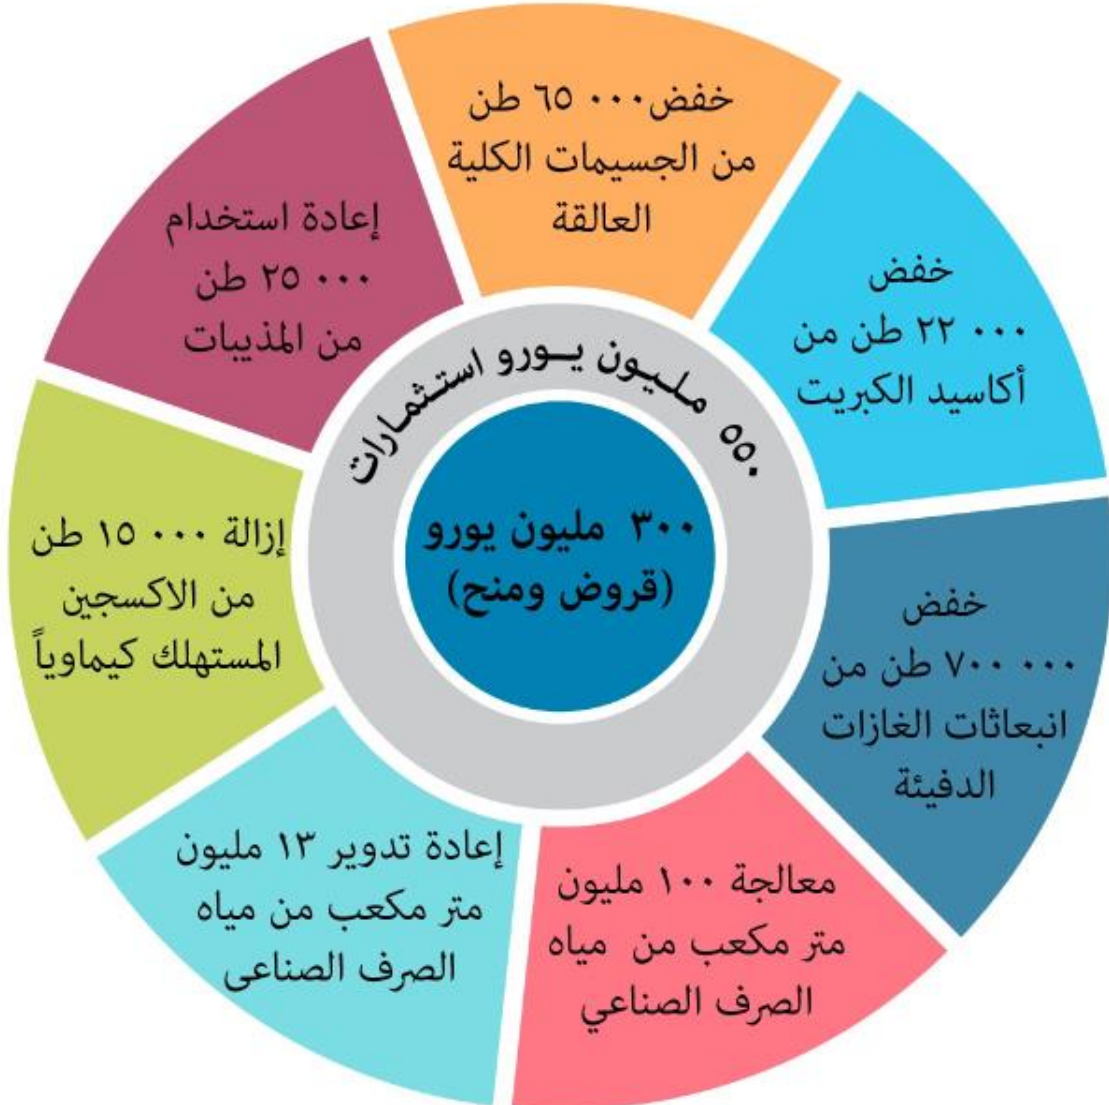 خفض٦٥ ٠٠٠ طن
من الجسيمات الكلية
العالقة
خفض
٢٢ ٠٠٠ طن من
أكاسيد الكبريت
خفض
٧٠٠ ٠٠٠ طن من
انبعاثات الغازات
الدفيئة
معالجة ١٠٠ مليون
متر مكعب من مياه
الصرف الصناعي
إعادة تدوير ١٣ مليون
متر مكعب من مياه
الصرف الصناعى
إزالة ١٥ ٠٠٠ طن
من الاكسجين
المستهلك كيماوياً
إعادة استخدام
٢٥ ٠٠٠ طن
من المذيبات
٥٥٠ مليون يورو استثمارات
٣٠٠ مليون يورو
(قروض ومنح)